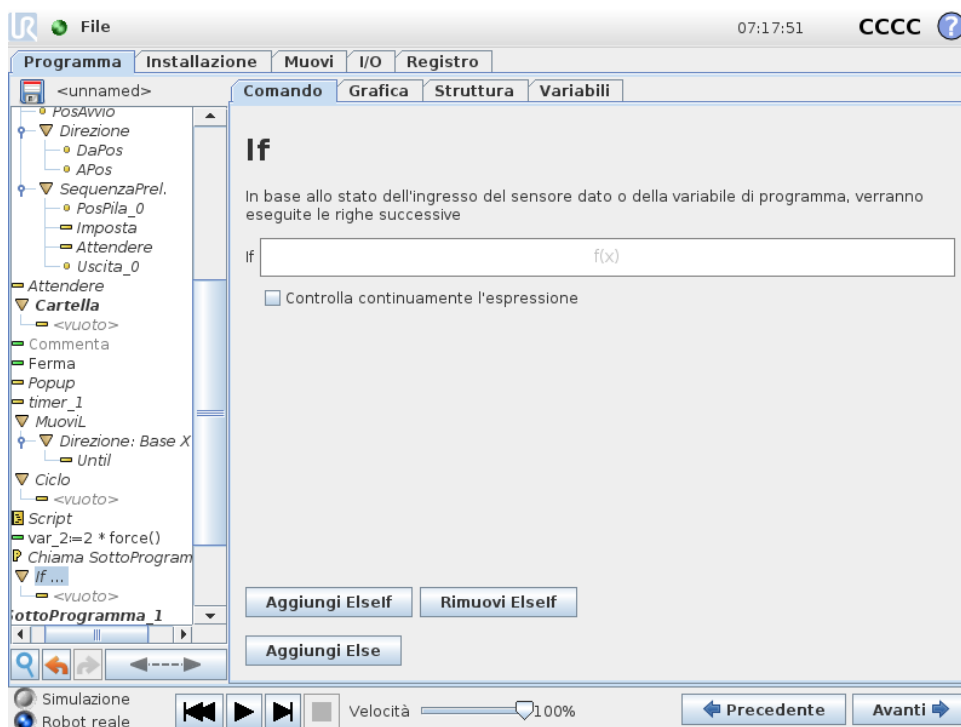 UR File 07:17:51 CCCC ?
Programma Installazione Muovi I/O Registro
<unnamed>
Comando Grafica Struttura Variabili
PosAvvio
Direzione
DaPos
APos
SequenzaPrel.
PosPila_0
Imposta
Attendere
Uscita_0
Attendere
Cartella
<vuoto>
Commenta
Ferma
Popup
timer_1
MuoviL
Direzione: Base X
Until
Ciclo
<vuoto>
Script
var_2:=2 * force()
Chiama SottoProgram
If ...
<vuoto>
SottoProgramma_1
If
In base allo stato dell'ingresso del sensore dato o della variabile di programma, verranno
eseguite le righe successive
If f(x)
Controlla continuamente l'espressione
Aggiungi ElseIf Rimuovi ElseIf
Aggiungi Else
Simulazione
Robot reale
Velocità 100% Precedente Avanti